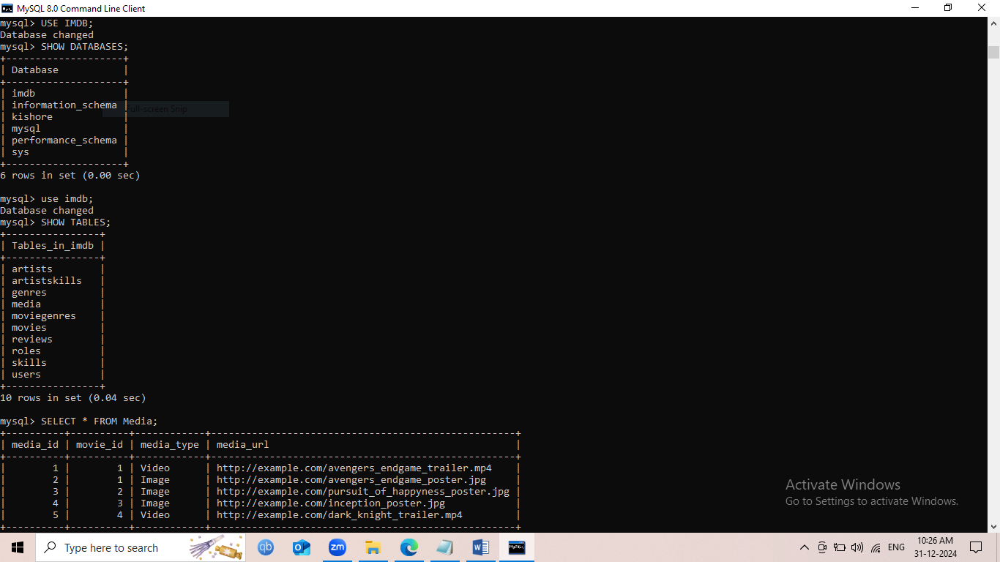 MySQL 8.0 Command Line Client
mysql> USE IMDB;
Database changed
mysql> SHOW DATABASES;
+--------------------+
| Database           |
+--------------------+
| imdb               |
| information_schema |
Full-screen Snip
| kishore            |
| mysql              |
| performance_schema |
| sys                |
+--------------------+
6 rows in set (0.00 sec)
mysql> use imdb;
Database changed
mysql> SHOW TABLES;
+----------------+
| Tables_in_imdb |
+----------------+
| artists        |
| artistskills   |
| genres         |
| media          |
| moviegenres    |
| movies         |
| reviews        |
| roles          |
| skills         |
| users          |
+----------------+
10 rows in set (0.04 sec)
mysql> SELECT * FROM Media;
+----------+----------+------------+----------------------------------------------------+
| media_id | movie_id | media_type | media_url                                          |
+----------+----------+------------+----------------------------------------------------+
|        1 |        1 | Video      | http://example.com/avengers_endgame_trailer.mp4    |
|        2 |        1 | Image      | http://example.com/avengers_endgame_poster.jpg     |
|        3 |        2 | Image      | http://example.com/pursuit_of_happyness_poster.jpg |
|        4 |        3 | Image      | http://example.com/inception_poster.jpg            |
|        5 |        4 | Video      | http://example.com/dark_knight_trailer.mp4         |
+----------+----------+------------+----------------------------------------------------+
Activate Windows
Go to Settings to activate Windows.
Type here to search
qb
zm
W
MySQL
ENG
10:26 AM
31-12-2024